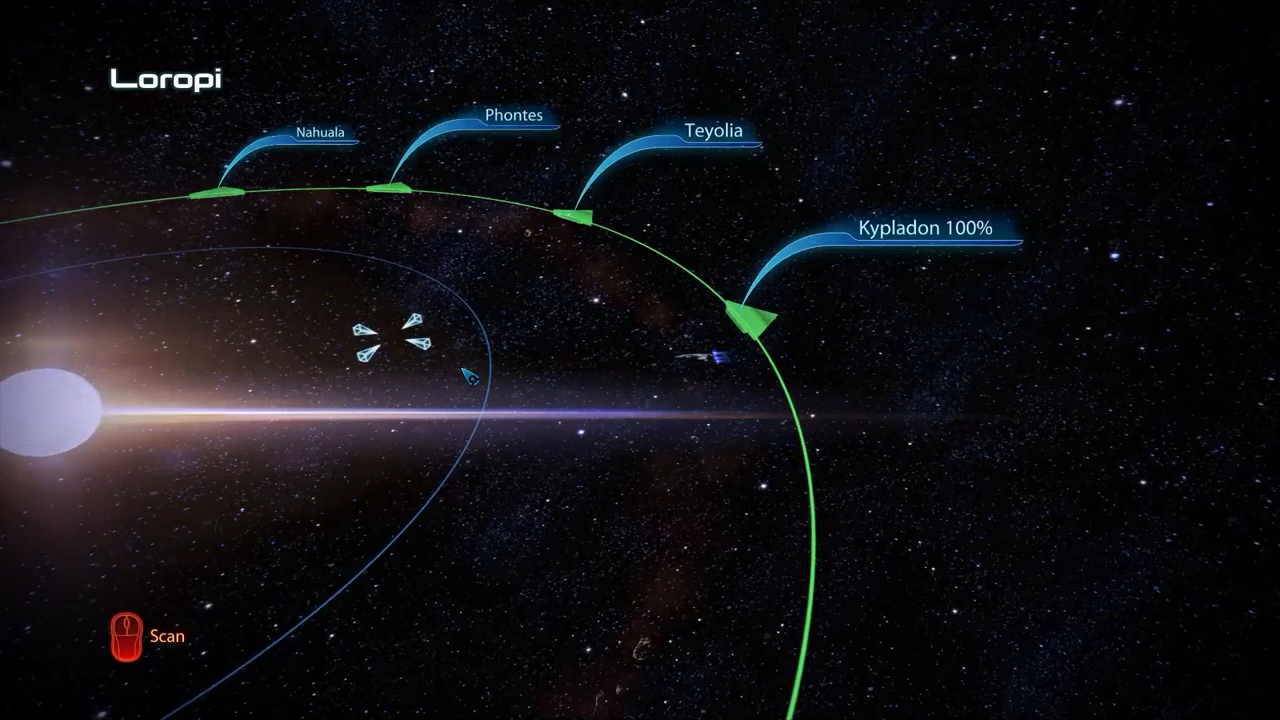 Loropi
Nahuala
Phontes
Teyolia
Kypladon 100%
Scan